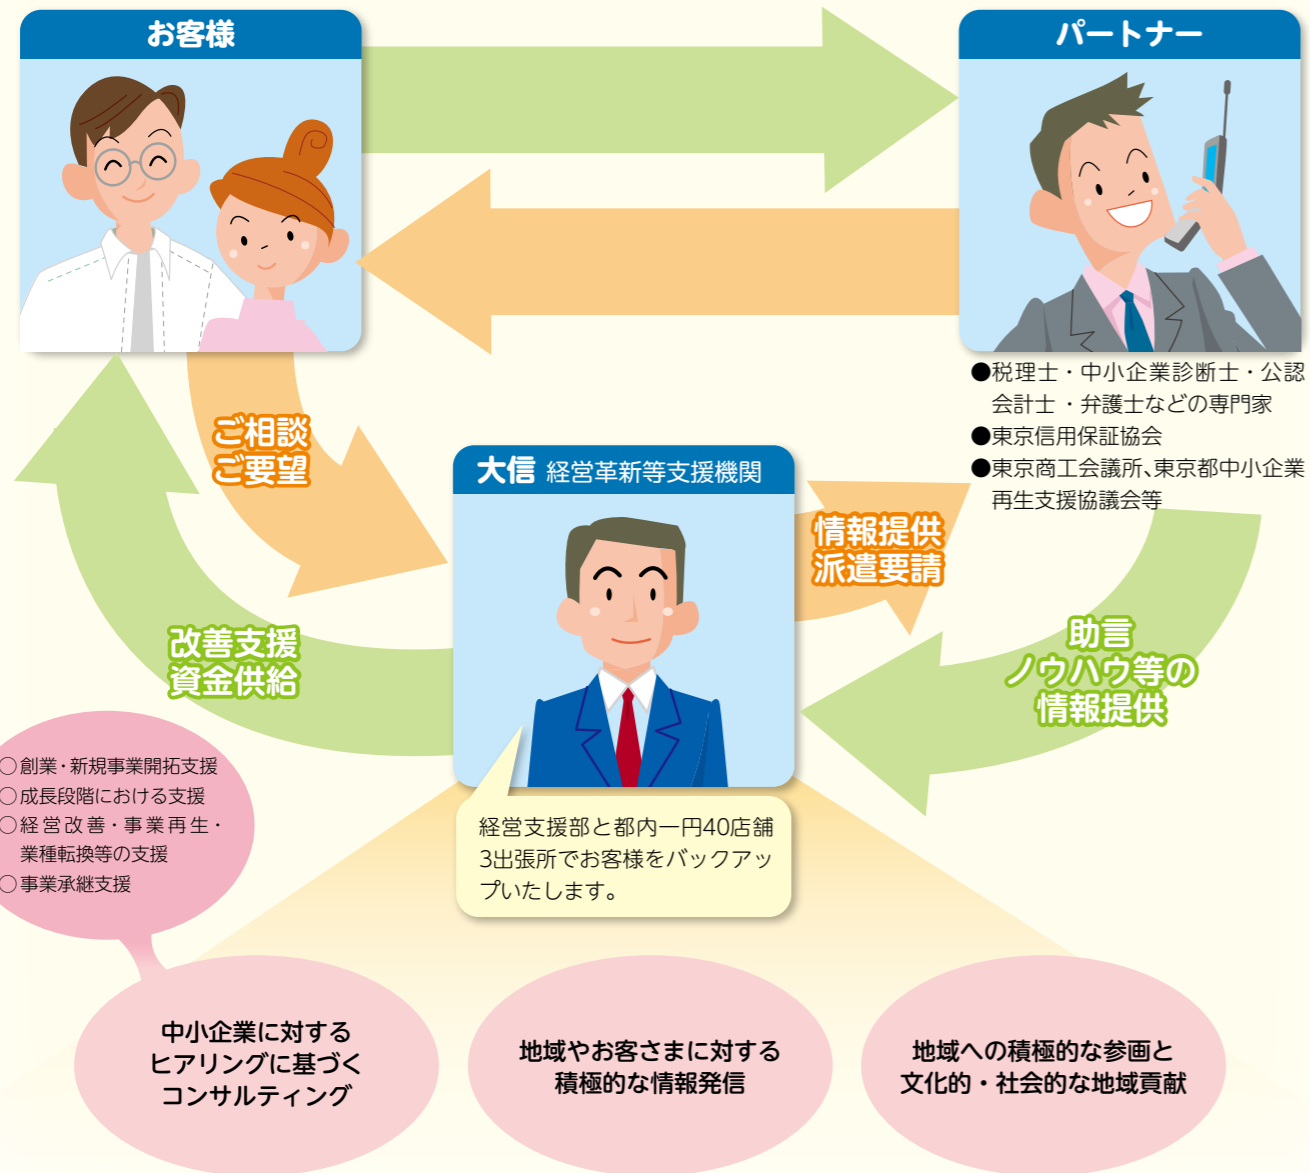 お客様
パートナー
●税理士・中小企業診断士・公認
会計士・弁護士などの専門家
●東京信用保証協会
●東京商工会議所、東京都中小企業
再生支援協議会等
ご相談
ご要望
大信 経営革新等支援機関
情報提供
派遣要請
改善支援
資金供給
助言
ノウハウ等の
情報提供
○創業・新規事業開拓支援
○成長段階における支援
○経営改善・事業再生・
業種転換等の支援
○事業承継支援
経営支援部と都内一円40店舗
3出張所でお客様をバックアッ
プいたします。
中小企業に対する
ヒアリングに基づく
コンサルティング
地域やお客さまに対する
積極的な情報発信
地域への積極的な参画と
文化的・社会的な地域貢献